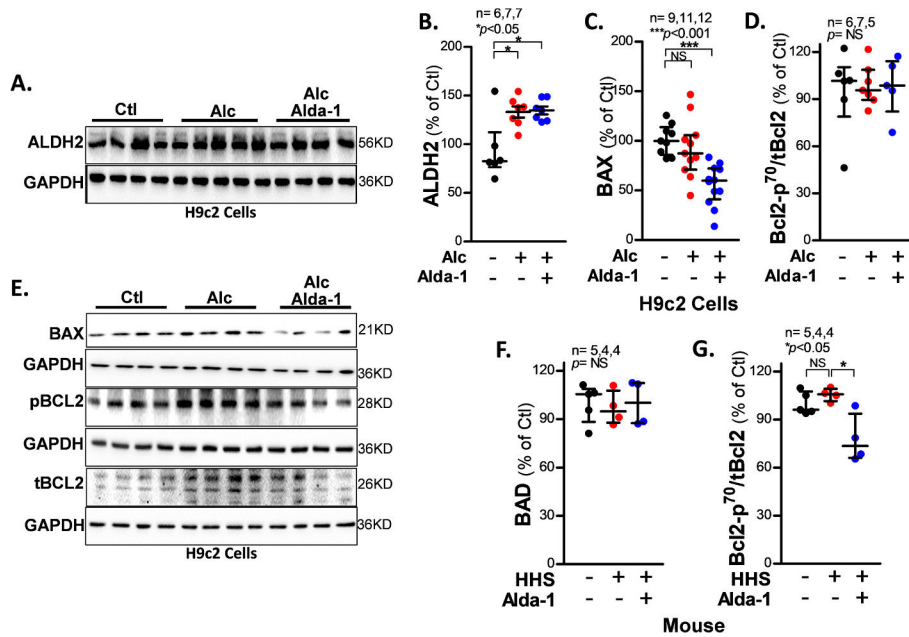 A.
Ctl
Alc
Alc
Alda-1
ALDH2
56KD
GAPDH
36KD
H9c2 Cells
B.
n= 6,7,7
*p<0.05
*
*
ALDH2 (% of Ctl)
200
150
100
50
0
Alc - + +
Alda-1 - - +
C.
n= 9,11,12
***p<0.001
***
NS
BAX (% of Ctl)
200
150
100
50
0
- + +
- - +
D.
n= 6,7,5
p= NS
Bcl2-p70/tBcl2 (% of Ctl)
120
90
60
30
0
Alc - + +
Alda-1 - - +
H9c2 Cells
E.
Ctl
Alc
Alc
Alda-1
BAX
21KD
GAPDH
36KD
pBCL2
28KD
GAPDH
36KD
tBCL2
26KD
GAPDH
36KD
H9c2 Cells
F.
n= 5,4,4
p= NS
BAD (% of Ctl)
120
90
60
30
0
HHS - + +
Alda-1 - - +
G.
n= 5,4,4
*p<0.05
NS
*
Bcl2-p70/tBcl2 (% of Ctl)
120
90
60
30
0
HHS - + +
Alda-1 - - +
Mouse